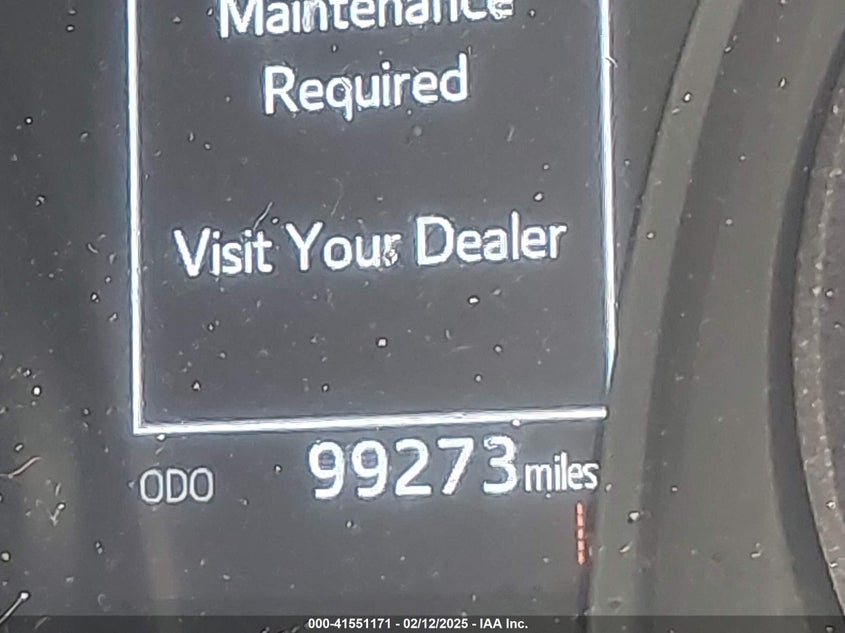 Maintenance
Required
Visit Your Dealer
ODO 99273 miles
000-41551171 - 02/12/2025 - IAA Inc.